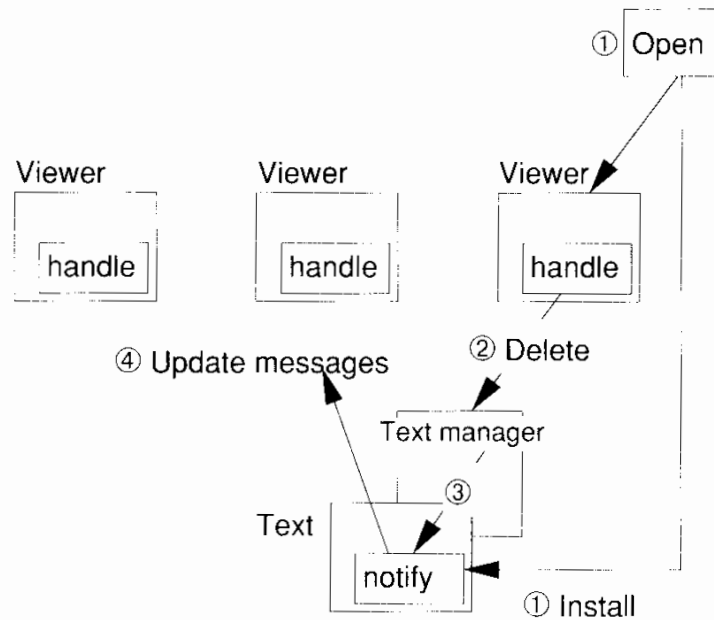 ① Open
Viewer
Viewer
Viewer
handle
handle
handle
④ Update messages
② Delete
Text manager
③
Text
notify
① Install